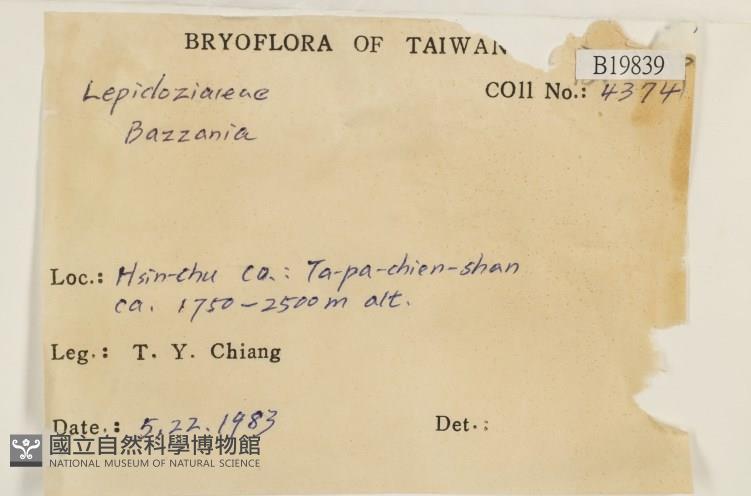 BRYOFLORA OF TAIWAN
B19839
Lepidoziaceae
COll No.: 4374
Bazzania
Loc.: Hsin-chu Co.: Ta-pa-chien-shan
ca. 1750-2500m alt.
Leg.: T. Y. Chiang
Date.: 5.22.1983
Det.:
國立自然科學博物館
NATIONAL MUSEUM OF NATURAL SCIENCE